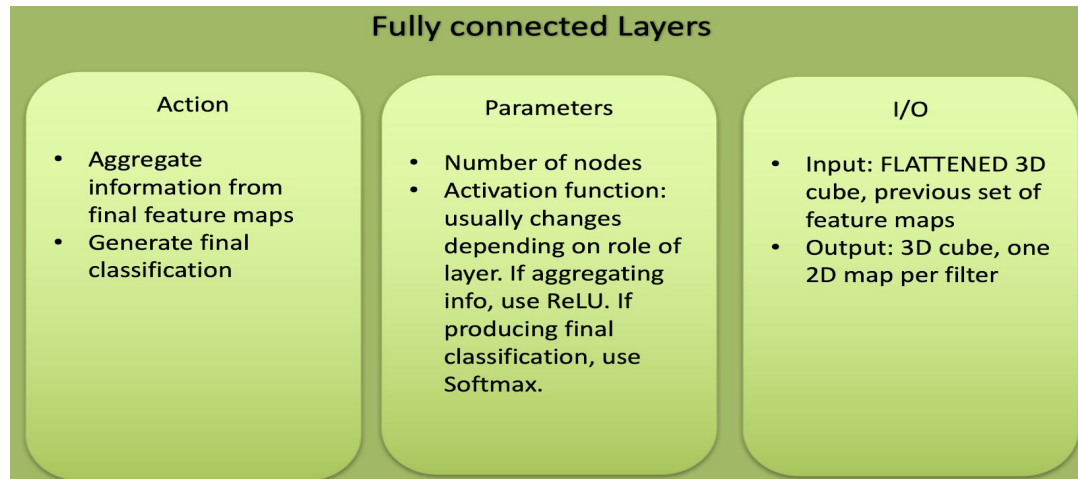 Fully connected Layers
Action
• Aggregate
information from
final feature maps
• Generate final
classification
Parameters
• Number of nodes
• Activation function:
usually changes
depending on role of
layer. If aggregating
info, use ReLU. If
producing final
classification, use
Softmax.
I/O
• Input: FLATTENED 3D
cube, previous set of
feature maps
• Output: 3D cube, one
2D map per filter